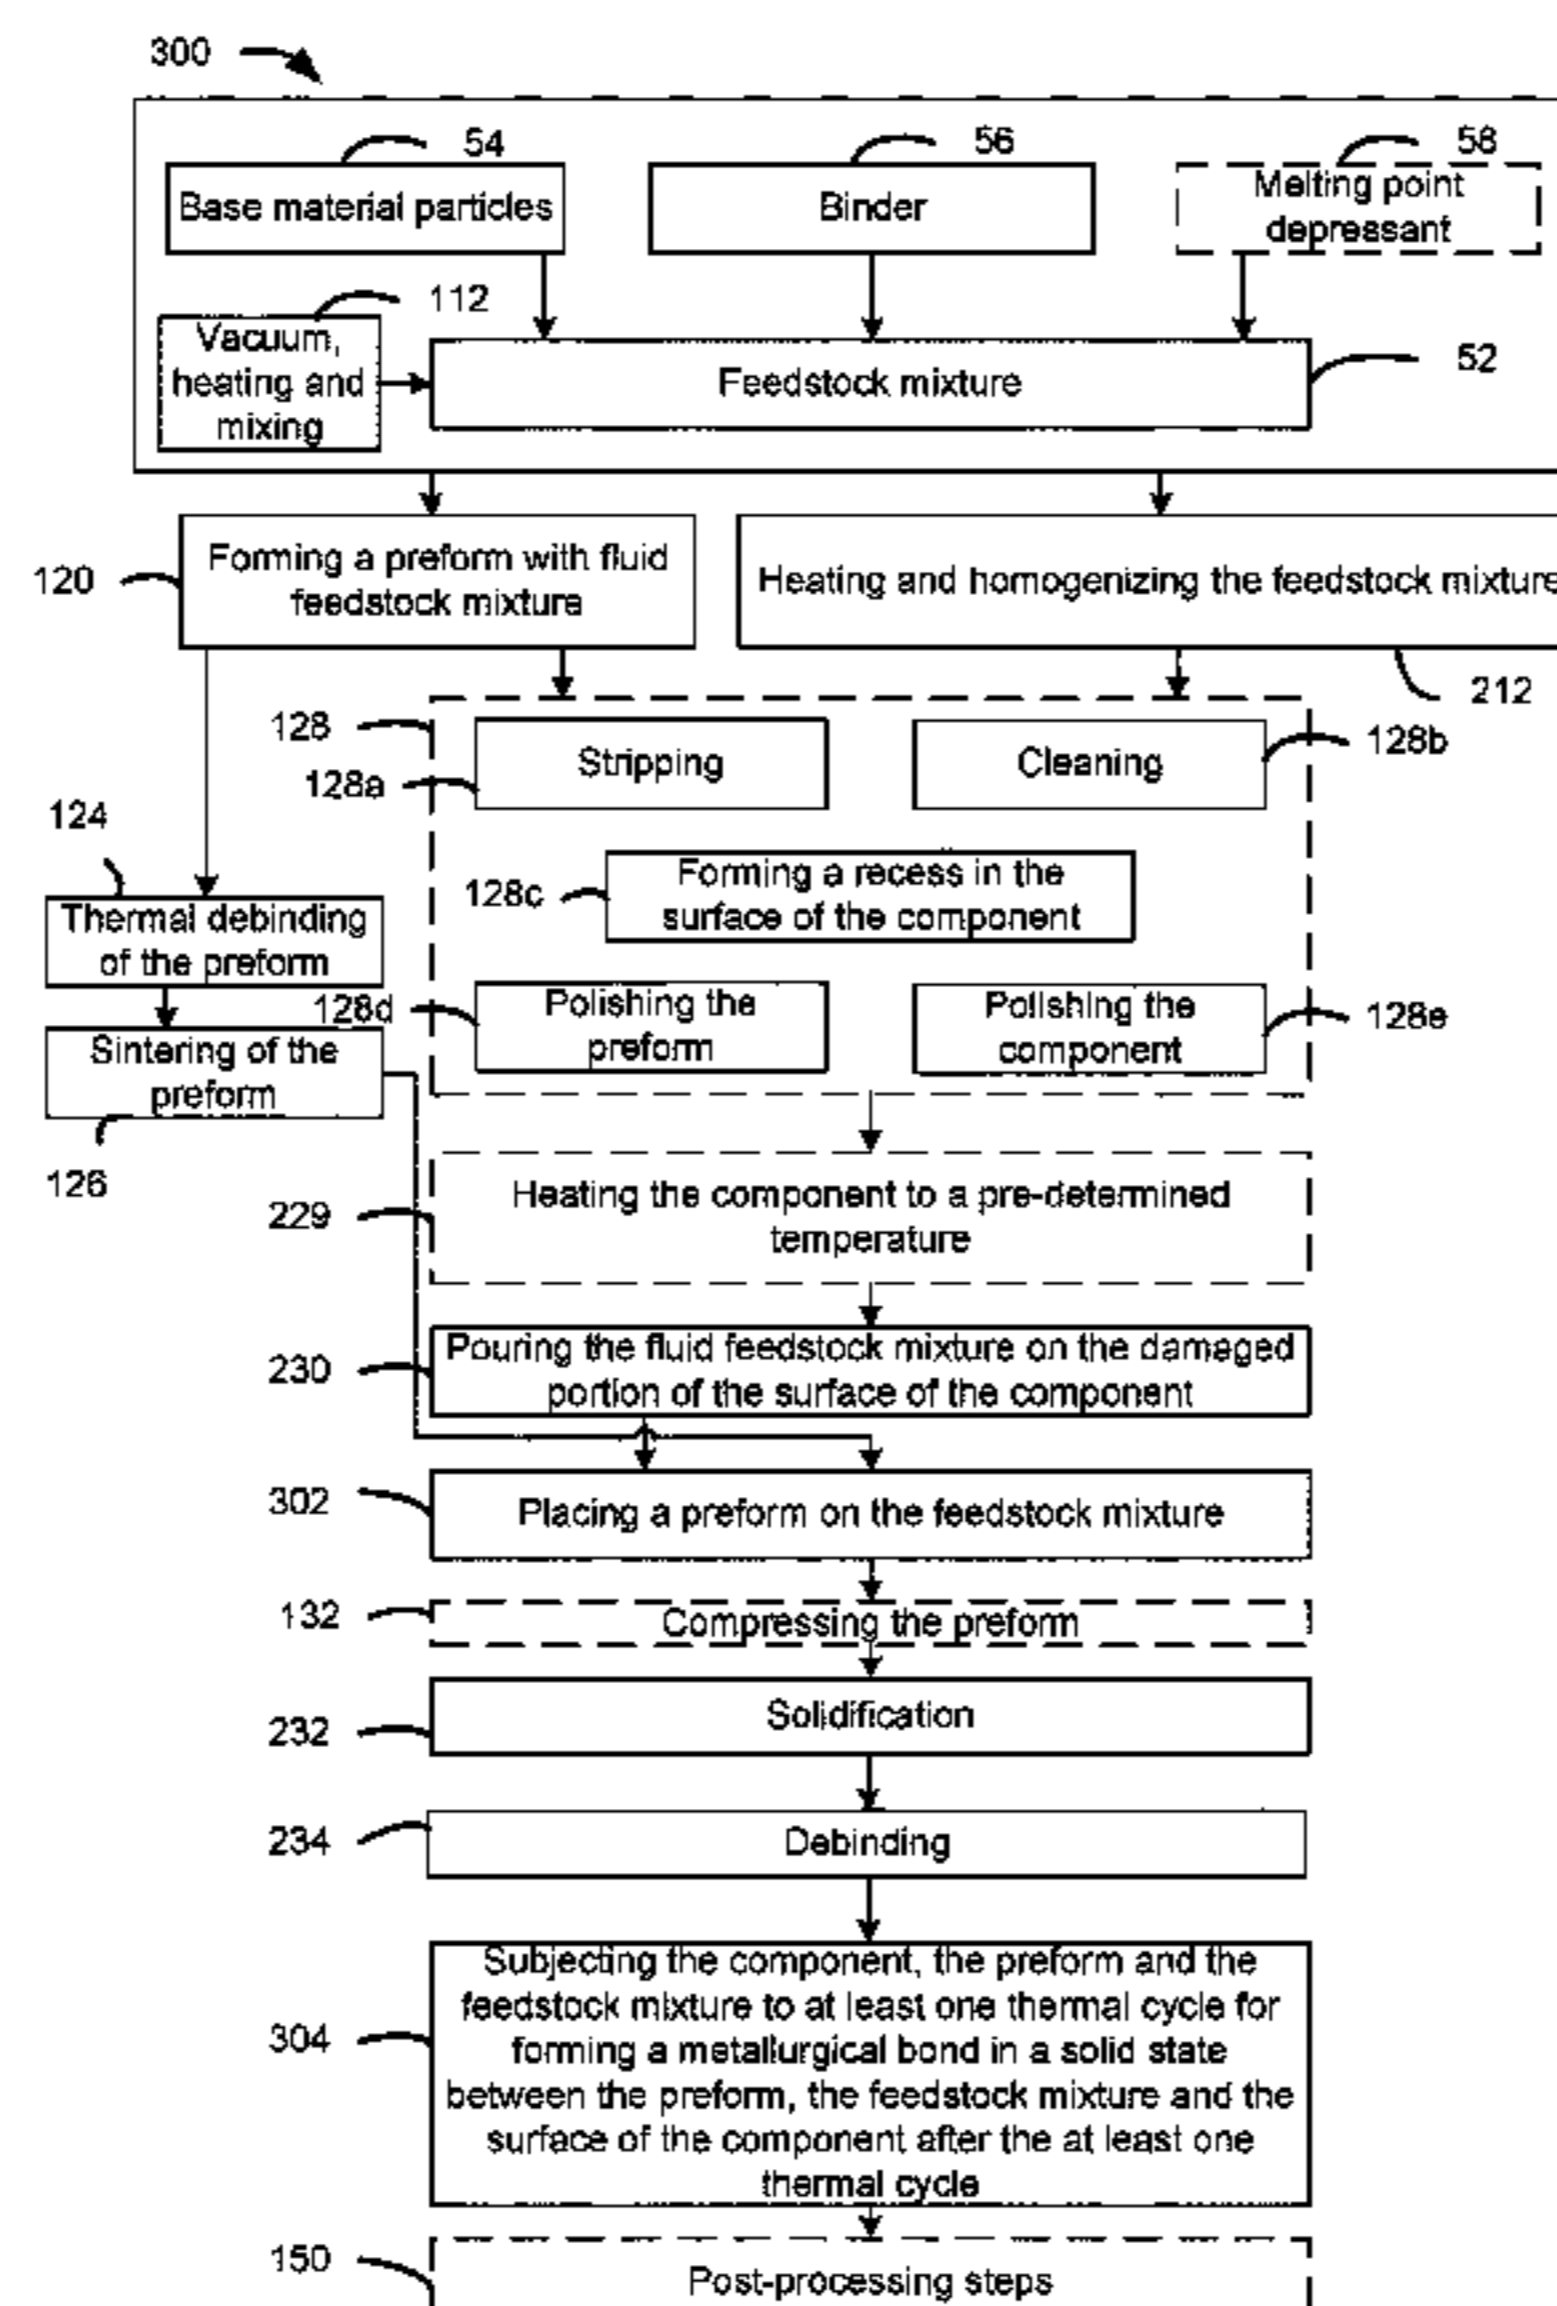 300
54
56
58
Base material particles
Binder
Melting point
depressant
112
Vacuum,
heating and
mixing
Feedstock mixture
52
120
Forming a preform with fluid
feedstock mixture
Heating and homogenizing the feedstock mixture
212
128
Stripping
Cleaning
128b
128a
124
Forming a recess in the
surface of the component
128c
Thermal debinding
of the preform
128d
Polishing the
preform
Polishing the
component
128e
Sintering of the
preform
126
229
Heating the component to a pre-determined
temperature
230
Pouring the fluid feedstock mixture on the damaged
portion of the surface of the component
302
Placing a preform on the feedstock mixture
132
Compressing the preform
232
Solidification
234
Debinding
304
Subjecting the component, the preform and the
feedstock mixture to at least one thermal cycle for
forming a metallurgical bond in a solid state
between the preform, the feedstock mixture and the
surface of the component after the at least one
thermal cycle
150
Post-processing steps